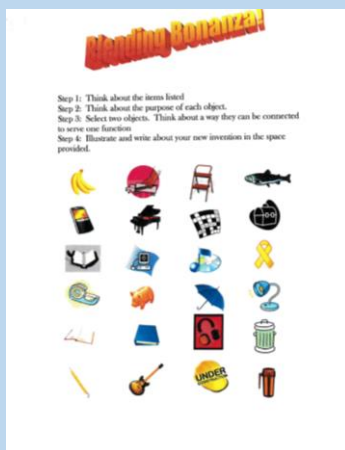 Blending Bonanza!
Step 1: Think about the items listed
Step 2: Think about the purpose of each object.
Step 3: Select two objects. Think about a way they can be connected
to serve one function
Step 4: Illustrate and write about your new invention in the space
provided.
UNDER